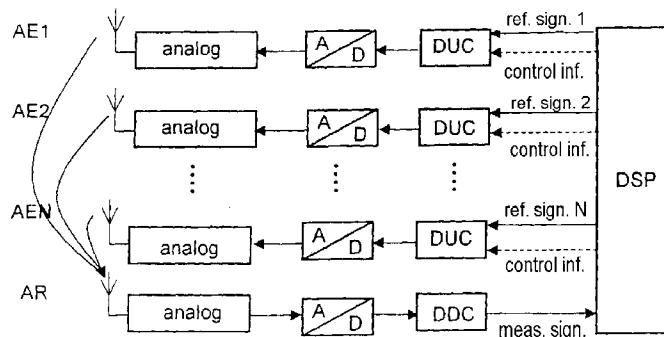 AE1
analog
A
D
DUC
ref. sign. 1
control inf.
AE2
analog
A
D
DUC
ref. sign. 2
control inf.
DSP
AEN
analog
A
D
DUC
ref. sign. N
control inf.
AR
analog
A
D
DDC
meas. sign.